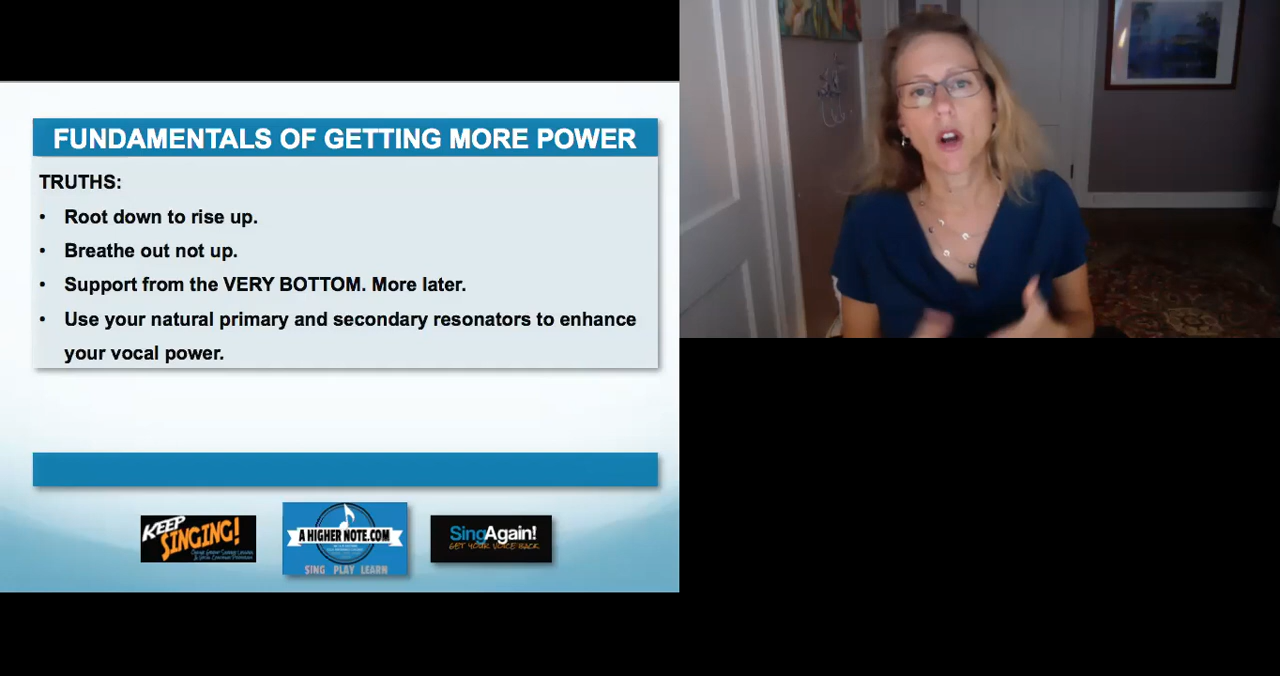 FUNDAMENTALS OF GETTING MORE POWER
TRUTHS:
• Root down to rise up.
• Breathe out not up.
• Support from the VERY BOTTOM. More later.
• Use your natural primary and secondary resonators to enhance
your vocal power.
KEEP
SINGING!
A HIGHER NOTE.COM
SING PLAY LEARN
SingAgain!
GET YOUR VOICE BACK